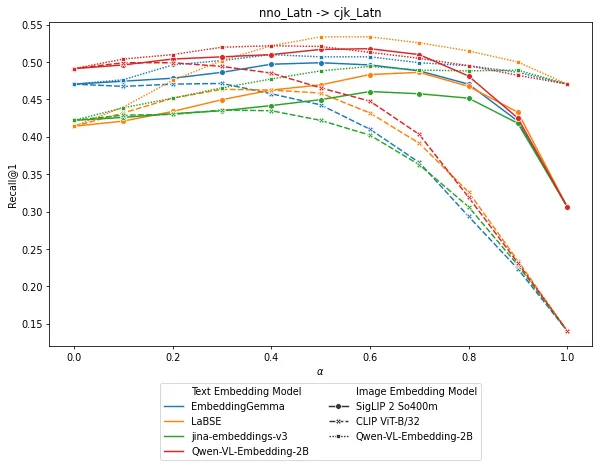 nno_Latn -> cjk_Latn
0.55
0.50
0.45
0.40
0.35
0.30
0.25
0.20
0.15
Recall@1
0.0 0.2 0.4 0.6 0.8 1.0
α
Text Embedding Model
EmbeddingGemma
LaBSE
jina-embeddings-v3
Qwen-VL-Embedding-2B
Image Embedding Model
SigLIP 2 So400m
CLIP ViT-B/32
Qwen-VL-Embedding-2B